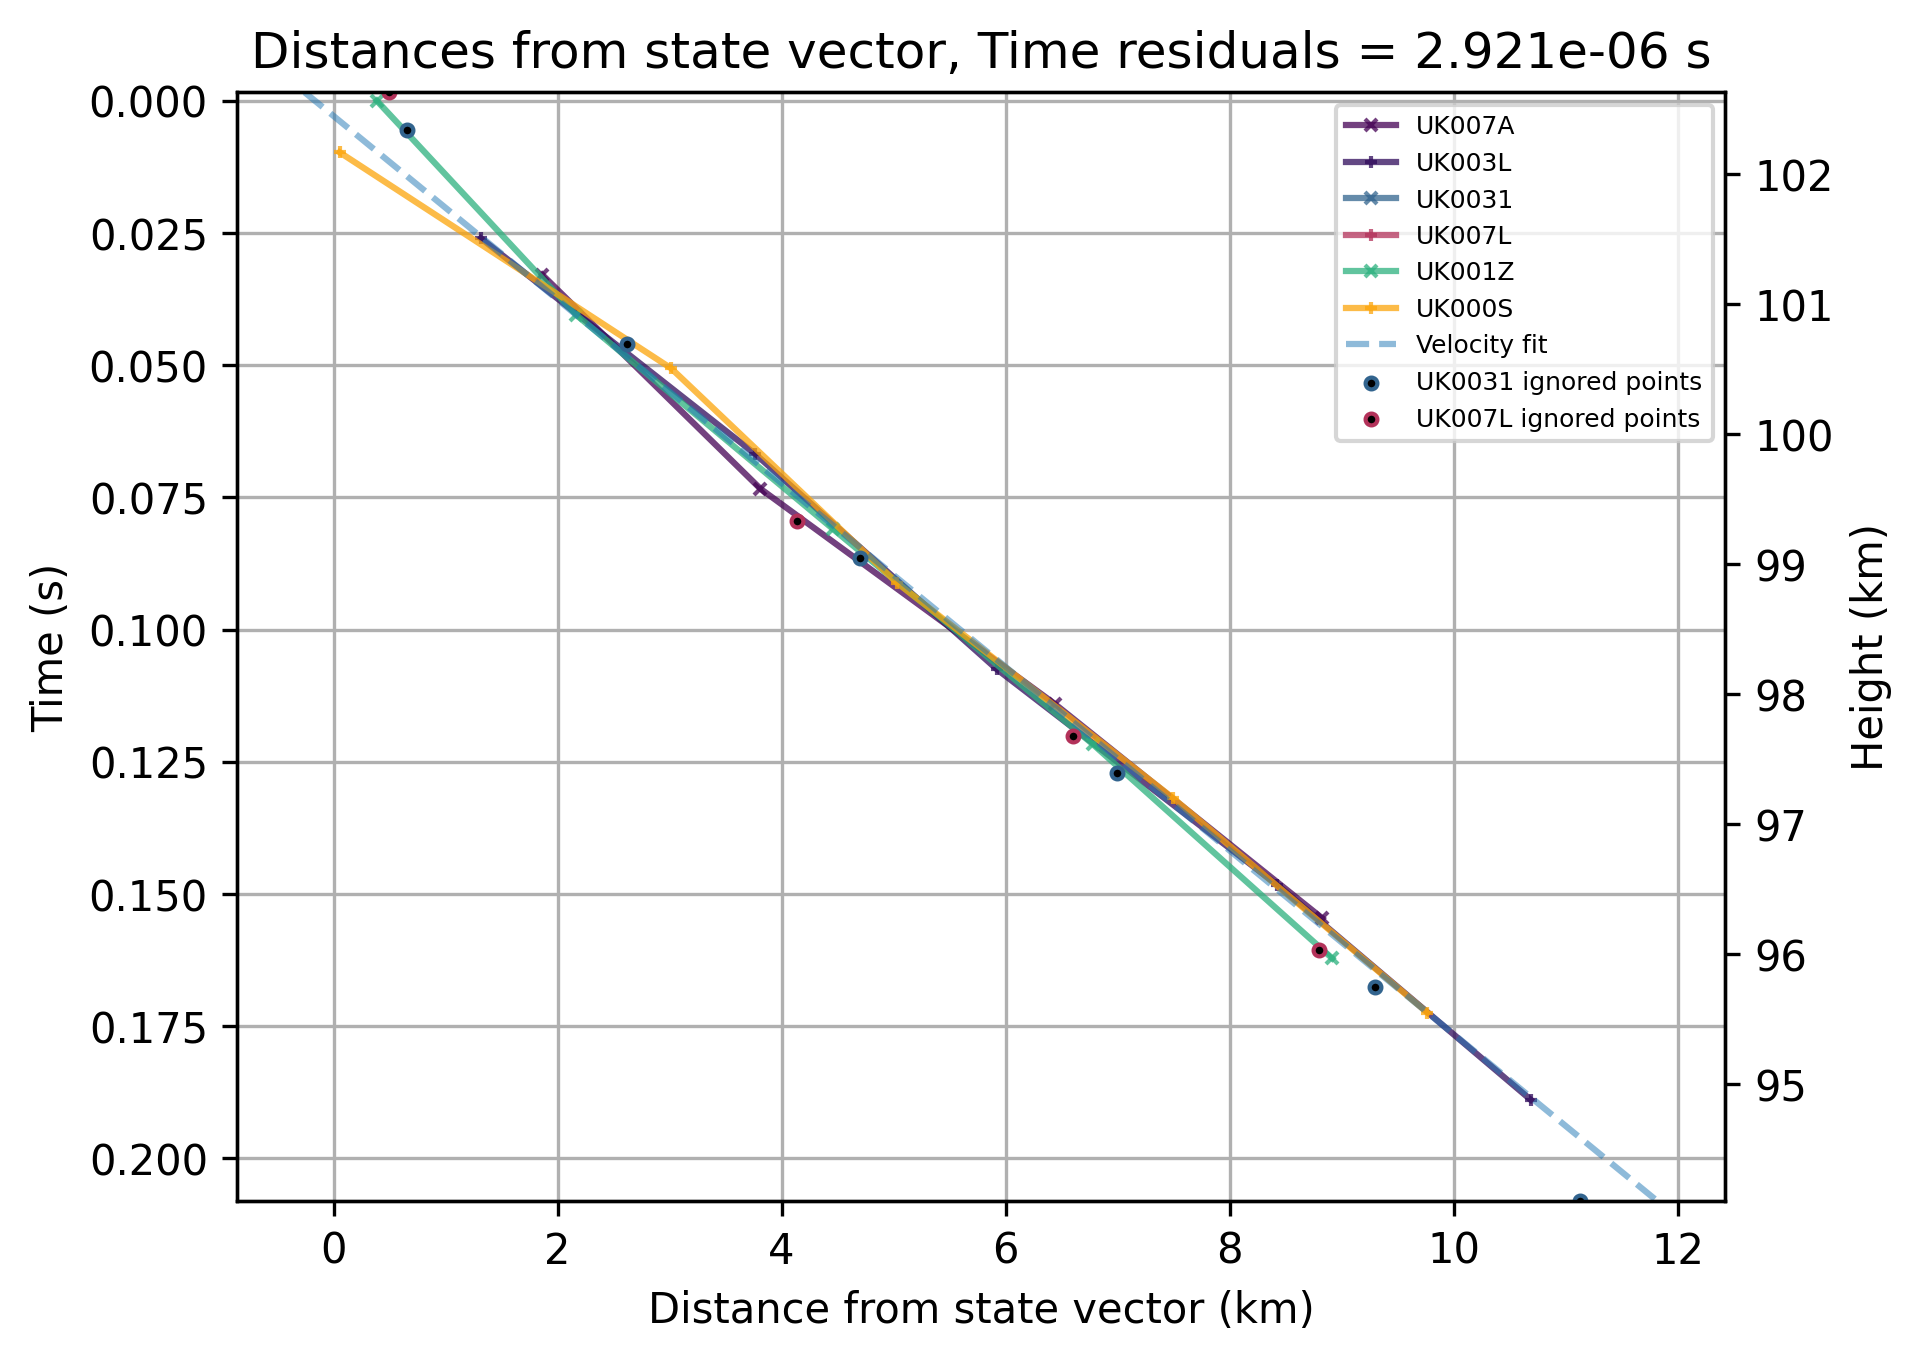 Distances from state vector, Time residuals = 2.921e-06 s
0.000
0.025
0.050
0.075
0.100
0.125
0.150
0.175
0.200
Time (s)
UK007A
UK003L
UK0031
UK007L
UK001Z
UK000S
Velocity fit
UK0031 ignored points
UK007L ignored points
102
101
100
99
98
97
96
95
Height (km)
0 2 4 6 8 10 12
Distance from state vector (km)